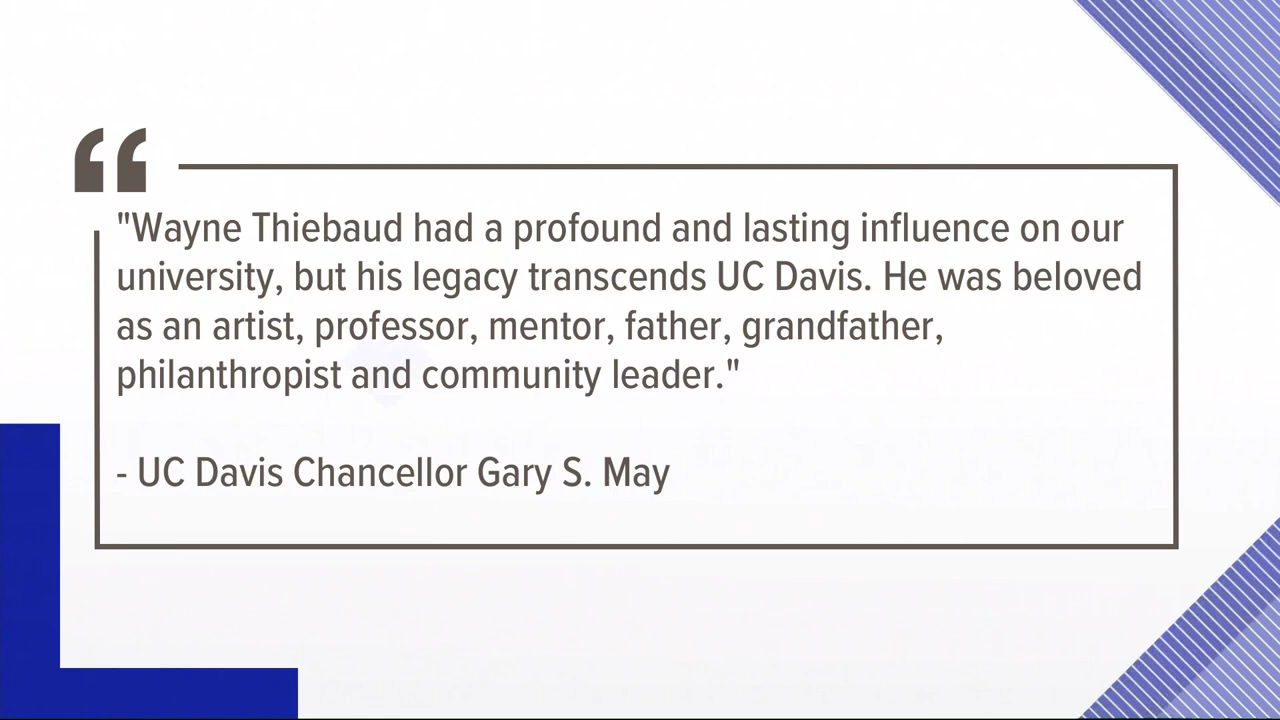 "Wayne Thiebaud had a profound and lasting influence on our
university, but his legacy transcends UC Davis. He was beloved
as an artist, professor, mentor, father, grandfather,
philanthropist and community leader."
- UC Davis Chancellor Gary S. May